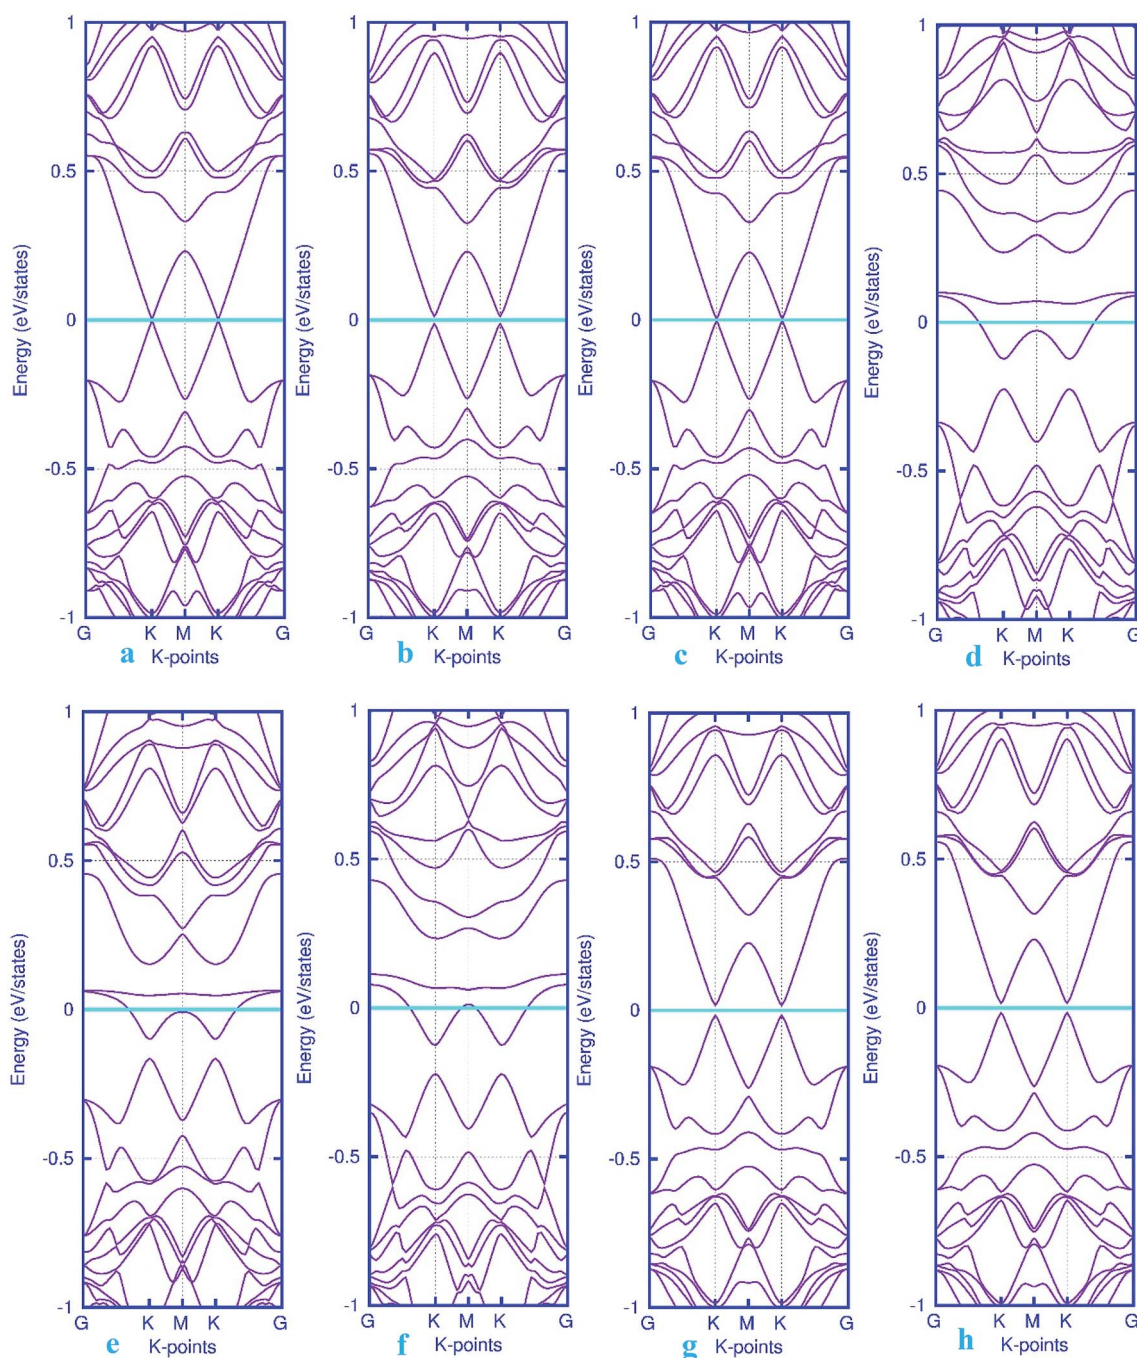 1
0.5
0
-0.5
-1
Energy (eV/states)
G K M K G
a K-points
1
0.5
0
-0.5
-1
Energy (eV/states)
G K M K G
b K-points
1
0.5
0
-0.5
-1
Energy (eV/states)
G K M K G
c K-points
1
0.5
0
-0.5
-1
Energy (eV/states)
G K M K G
d K-points
1
0.5
0
-0.5
-1
Energy (eV/states)
G K M K G
e K-points
1
0.5
0
-0.5
-1
Energy (eV/states)
G K M K G
f K-points
1
0.5
0
-0.5
-1
Energy (eV/states)
G K M K G
g K-points
1
0.5
0
-0.5
-1
Energy (eV/states)
G K M K G
h K-points